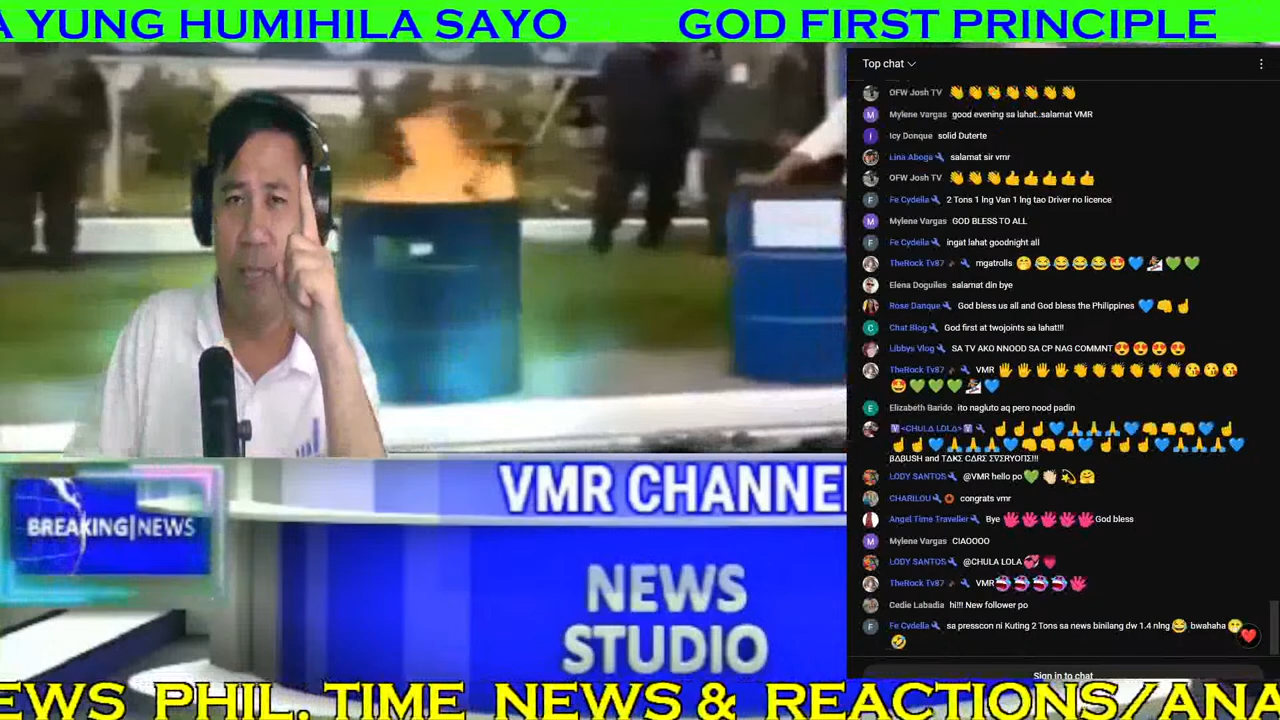 A YUNG HUMIHILA SAYO GOD FIRST PRINCIPLE
Top chat
OFW Josh TV
Mylene Vargas good evening sa lahat..salamat VMR
Icy Donque solid Duterte
Lina Aboga salamat sir vmr
OFW Josh TV
Fe Cydella 2 Tons 1 lng Van 1 lng tao Driver no licence
Mylene Vargas GOD BLESS TO ALL
Fe Cydella ingat lahat goodnight all
TheRock Tv87 mgatrolls
Elena Doguiles salamat din bye
Rose Danque God bless us all and God bless the Philippines
Chat Blog God first at twojoints sa lahat!!!
Libbys Vlog SA TV AKO NNOOD SA CP NAG COMMNT
TheRock Tv87 VMR
Elizabeth Barido ito nagluto aq pero nood padin
<CHULA LOLA>
βΔBUSH and TΔKΣ CΔRΣ ΣVΣRYOΠΣ!!!
LODY SANTOS @VMR hello po
CHARILOU congrats vmr
Angel Time Traveller Bye God bless
Mylene Vargas CIAOOOO
LODY SANTOS @CHULA LOLA
TheRock Tv87 VMR
Cedie Labadia hi!!! New follower po
Fe Cydella sa presscon ni Kuting 2 Tons sa news binilang dw 1.4 nlng bwahaha
Sign in to chat
VMR CHANNE
BREAKING|NEWS
NEWS
STUDIO
EWS PHIL. TIME NEWS & REACTIONS/ANA